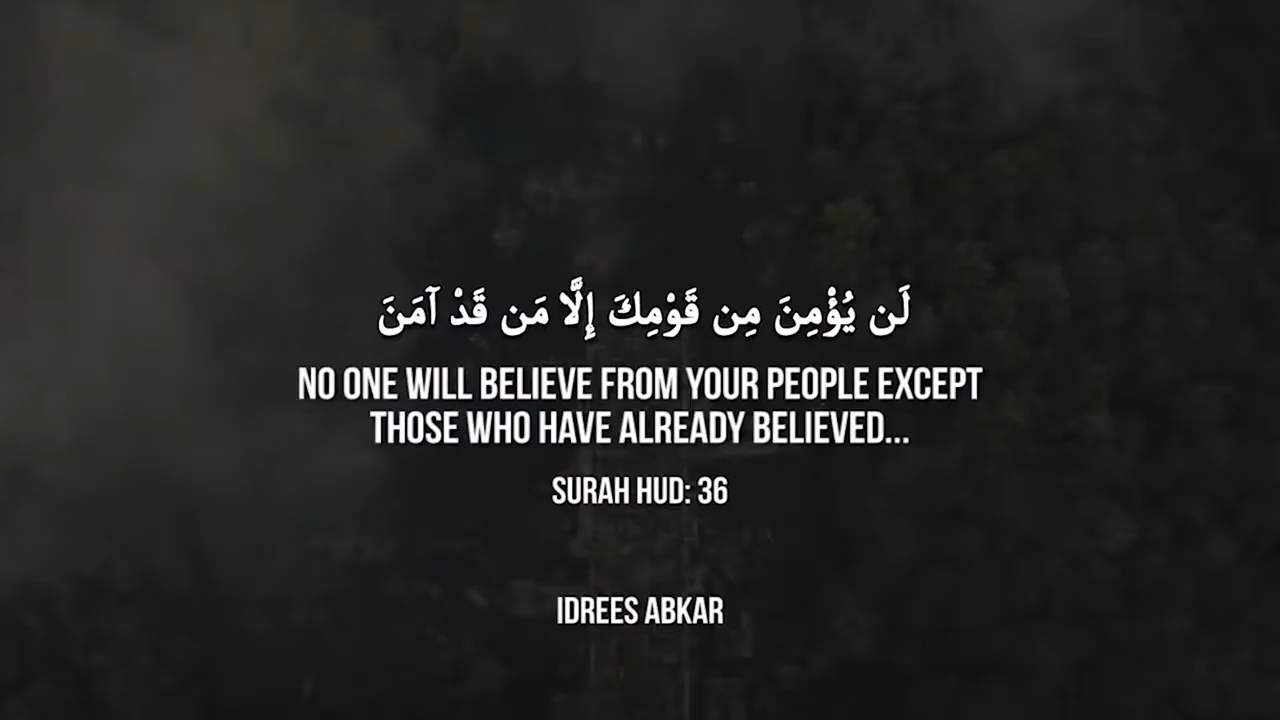 لَن يُؤْمِنَ مِن قَوْمِكَ إِلَّا مَن قَدْ آمَنَ
NO ONE WILL BELIEVE FROM YOUR PEOPLE EXCEPT
THOSE WHO HAVE ALREADY BELIEVED...
SURAH HUD: 36
IDREES ABKAR